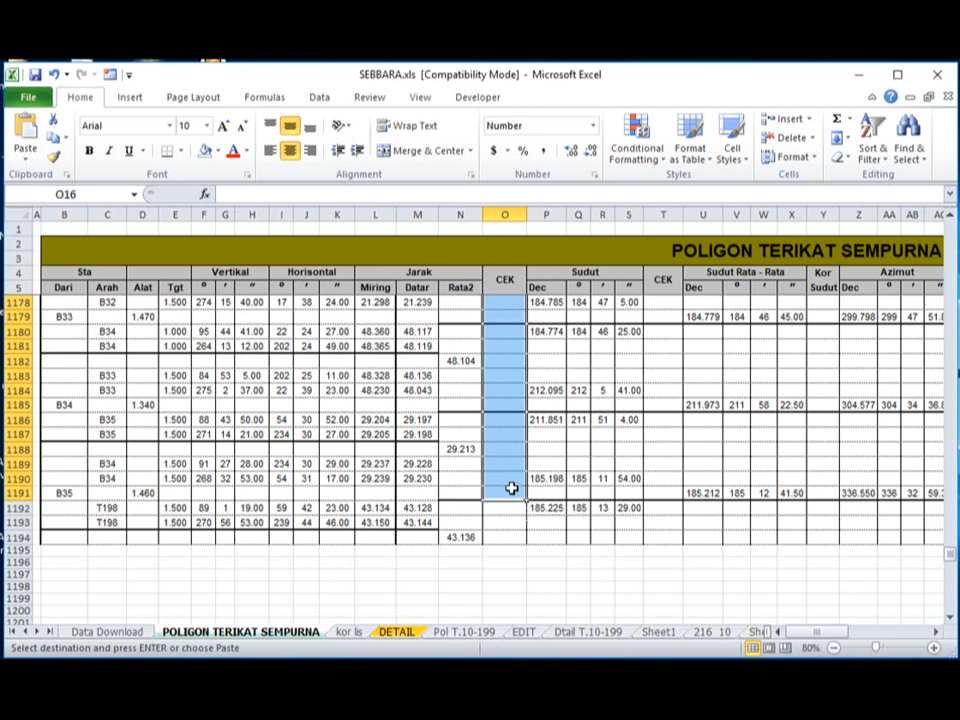 SEBBARA.xls [Compatibility Mode] - Microsoft Excel
File Home Insert Page Layout Formulas Data Review View Developer
Paste Arial 10 Wrap Text Number Conditional Formatting Format as Table Cell Styles Insert Σ Sort & Filter Find & Select
B I U Merge & Center $ % , Delete Format
Clipboard Font Alignment Number Styles Cells Editing
O16 fx
A B C D E F G H I J K L M N O P Q R S T U V W X Y Z AA AB
1
2 POLIGON TERIKAT SEMPURNA
3
4 Sta Vertikal Horisontal Jarak CEK Sudut CEK Sudut Rata - Rata Kor Azimut
5 Dari Arah Alat Tgt ° ' " ° ' " Miring Datar Rata2 Dec ° ' " Dec ° ' " Sudut Dec ° ' "
1178 B32 1.500 274 15 40.00 17 38 24.00 21.298 21.239 184.785 184 47 5.00
1179 B33 1.470 184.779 184 46 45.00 299.798 299 47 51.8
1180 B34 1.000 95 44 41.00 22 24 27.00 48.360 48.117 184.774 184 46 25.00
1181 B34 1.000 264 13 12.00 202 24 49.00 48.365 48.119
1182 48.104
1183 B33 1.500 84 53 5.00 202 25 11.00 48.328 48.136
1184 B33 1.500 275 2 37.00 22 39 23.00 48.230 48.043 212.095 212 5 41.00
1185 B34 1.340 211.973 211 58 22.50 304.577 304 34 36.8
1186 B35 1.500 88 43 50.00 54 30 52.00 29.204 29.197 211.851 211 51 4.00
1187 B35 1.500 271 14 21.00 234 30 27.00 29.205 29.198
1188 29.213
1189 B34 1.500 91 27 28.00 234 30 29.00 29.237 29.228
1190 B34 1.500 268 32 53.00 54 31 17.00 29.239 29.230 185.198 185 11 54.00
1191 B35 1.460 185.212 185 12 41.50 336.550 336 32 59.
1192 T198 1.500 89 1 19.00 59 42 23.00 43.134 43.128 185.225 185 13 29.00
1193 T198 1.500 270 56 53.00 239 44 46.00 43.150 43.144
1194 43.136
1195
1196
1197
1198
1199
1200
1201
Data Download POLIGON TERIKAT SEMPURNA kor lis DETAIL Pol T.10-199 EDIT Dtail T.10-199 Sheet1 216 10
Select destination and press ENTER or choose Paste 80%